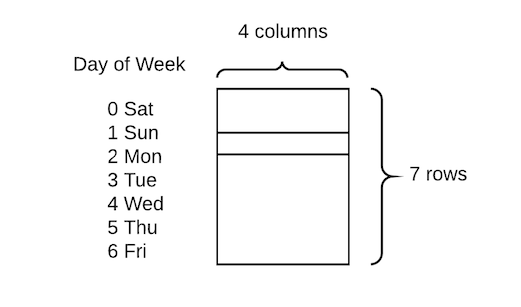 4 columns
Day of Week
0 Sat
1 Sun
2 Mon
3 Tue
4 Wed
5 Thu
6 Fri
7 rows